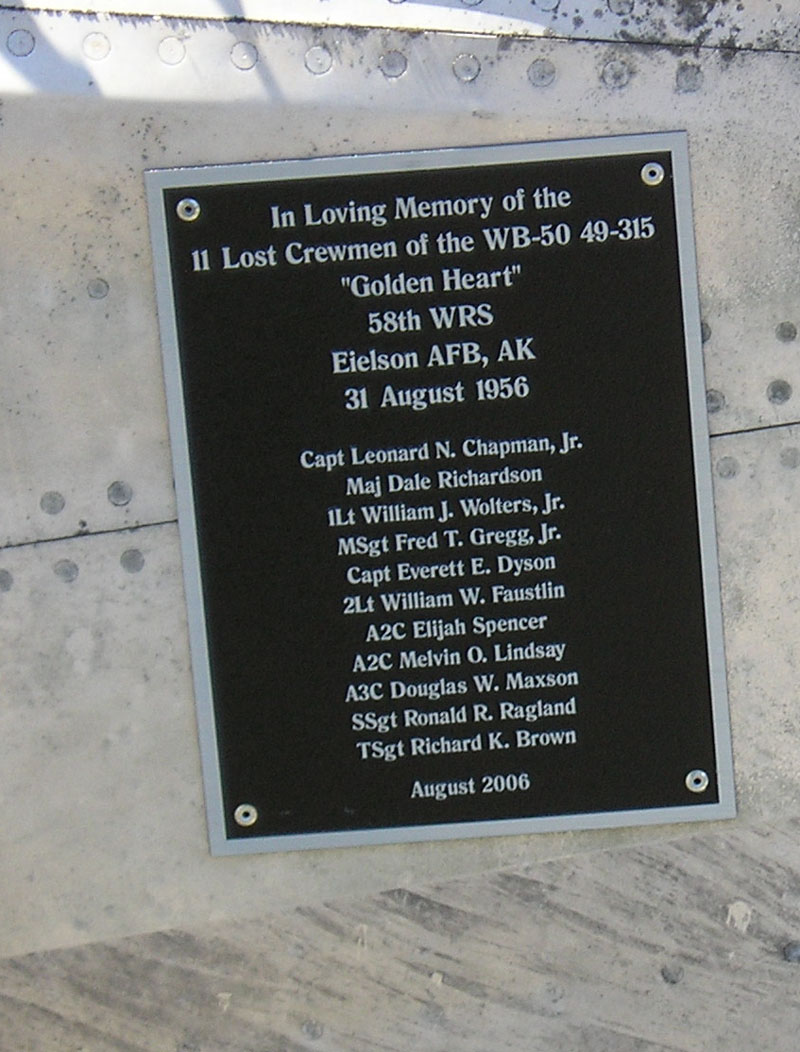 In Loving Memory of the
11 Lost Crewmen of the WB-50 49-315
"Golden Heart"
58th WRS
Eielson AFB, AK
31 August 1956
Capt Leonard N. Chapman, Jr.
Maj Dale Richardson
1Lt William J. Wolters, Jr.
MSgt Fred T. Gregg, Jr.
Capt Everett E. Dyson
2Lt William W. Faustlin
A2C Elijah Spencer
A2C Melvin O. Lindsay
A3C Douglas W. Maxson
SSgt Ronald R. Ragland
TSgt Richard K. Brown
August 2006